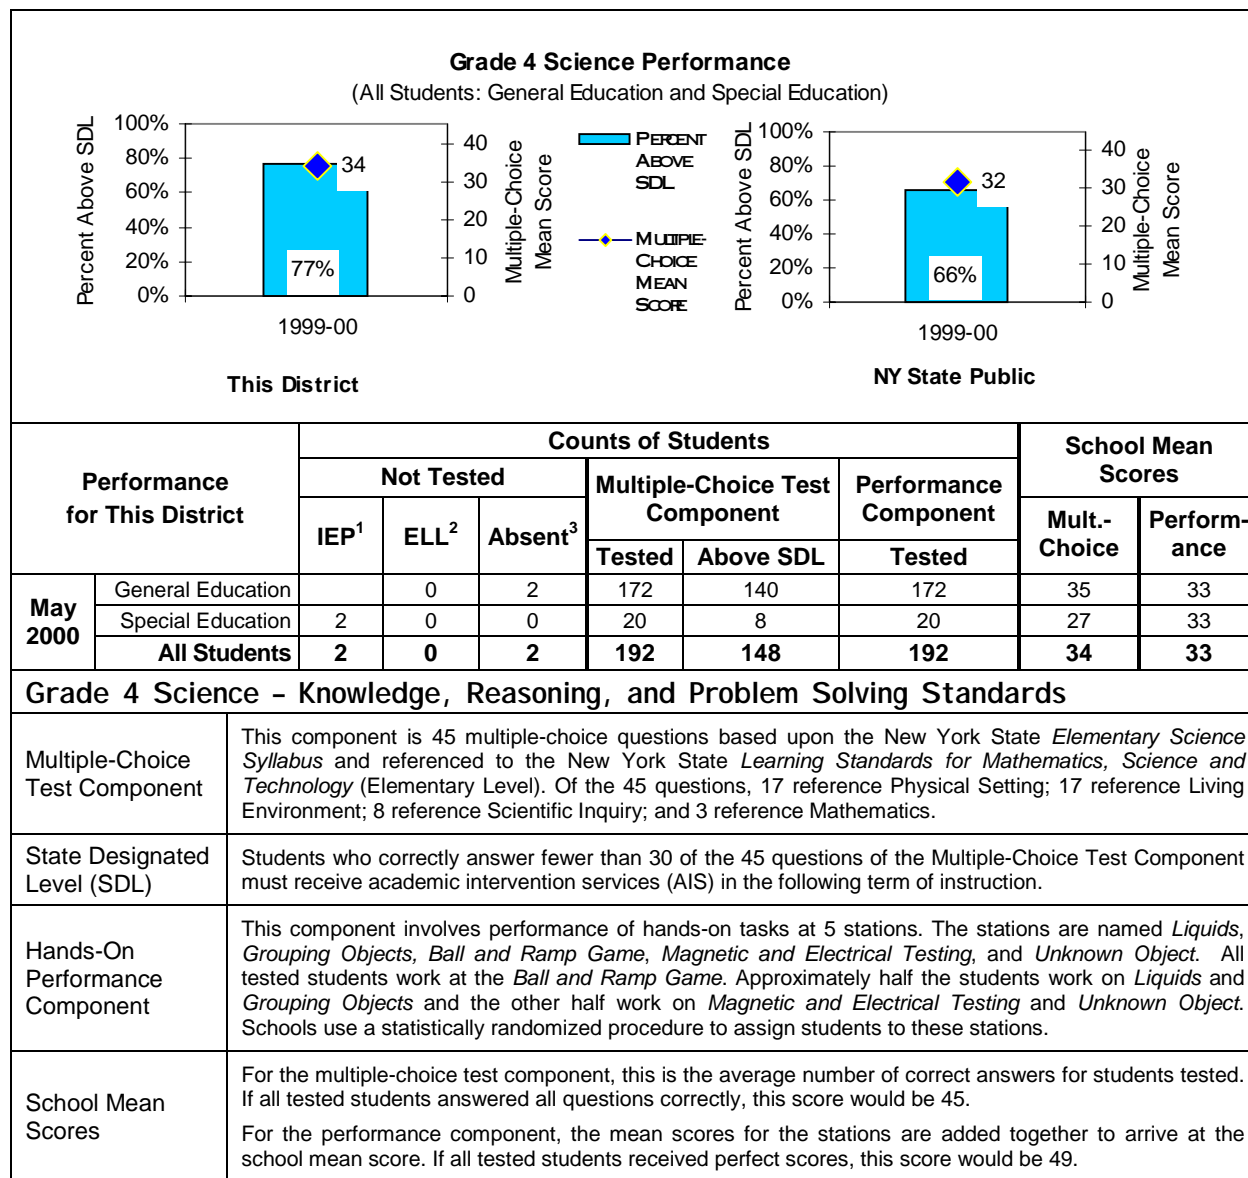 Grade 4 Science Performance
(All Students: General Education and Special Education)
Percent Above SDL
100%
80%
60%
40%
20%
0%
34
77%
40
30
20
10
0
Multiple-Choice
Mean Score
1999-00
This District
PERCENT
ABOVE
SDL
MULTIPLE-
CHOICE
MEAN
SCORE
Percent Above SDL
100%
80%
60%
40%
20%
0%
32
66%
40
30
20
10
0
Multiple-Choice
Mean Score
1999-00
NY State Public
Performance
for This District
Counts of Students
School Mean
Scores
Not Tested
Multiple-Choice Test
Component
Performance
Component
IEP1 ELL2 Absent3
Mult.-
Choice
Perform-
ance
Tested Above SDL Tested
May
2000
General Education 0 2 172 140 172 35 33
Special Education 2 0 0 20 8 20 27 33
All Students 2 0 2 192 148 192 34 33
Grade 4 Science – Knowledge, Reasoning, and Problem Solving Standards
Multiple-Choice
Test Component
This component is 45 multiple-choice questions based upon the New York State Elementary Science
Syllabus and referenced to the New York State Learning Standards for Mathematics, Science and
Technology (Elementary Level). Of the 45 questions, 17 reference Physical Setting; 17 reference Living
Environment; 8 reference Scientific Inquiry; and 3 reference Mathematics.
State Designated
Level (SDL)
Students who correctly answer fewer than 30 of the 45 questions of the Multiple-Choice Test Component
must receive academic intervention services (AIS) in the following term of instruction.
Hands-On
Performance
Component
This component involves performance of hands-on tasks at 5 stations. The stations are named Liquids,
Grouping Objects, Ball and Ramp Game, Magnetic and Electrical Testing, and Unknown Object. All
tested students work at the Ball and Ramp Game. Approximately half the students work on Liquids and
Grouping Objects and the other half work on Magnetic and Electrical Testing and Unknown Object.
Schools use a statistically randomized procedure to assign students to these stations.
School Mean
Scores
For the multiple-choice test component, this is the average number of correct answers for students tested.
If all tested students answered all questions correctly, this score would be 45.
For the performance component, the mean scores for the stations are added together to arrive at the
school mean score. If all tested students received perfect scores, this score would be 49.